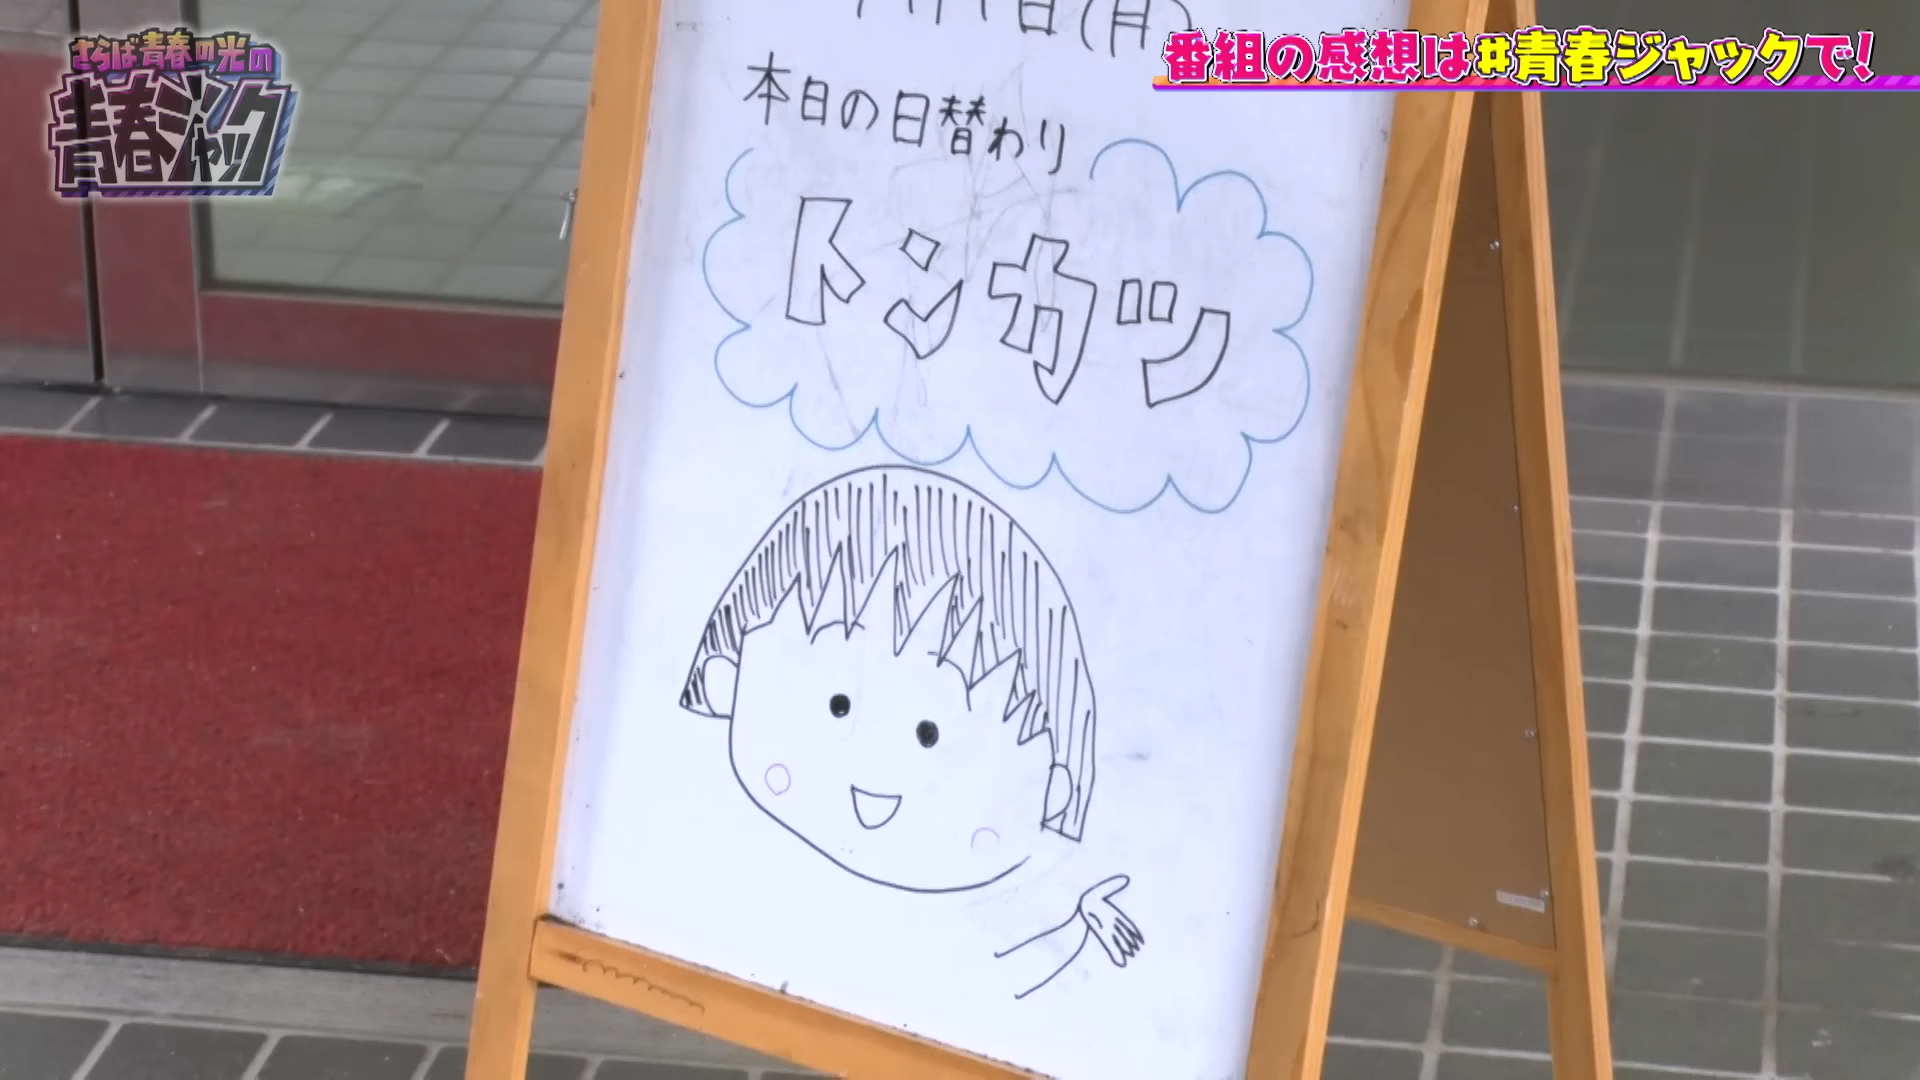 さらば青春の光の
青春ジャック
番組の感想は#青春ジャックで!
日(月)
本日の日替わり
トンカツ